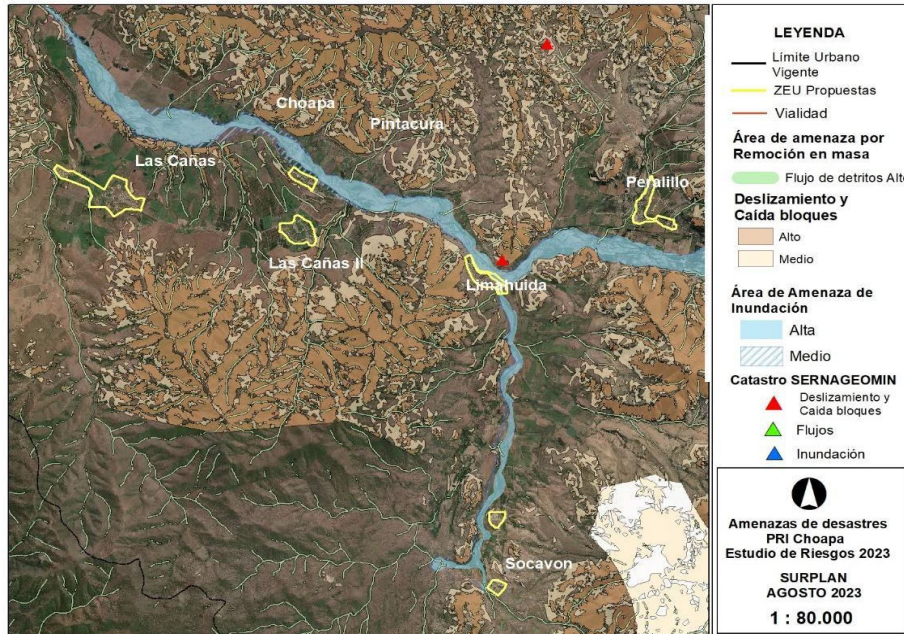 Choapa
Pintacura
Las Cañas
Peralillo
Las Cañas II
Limahuida
Socavon
LEYENDA
Límite Urbano
Vigente
ZEU Propuestas
Vialidad
Área de amenaza por
Remoción en masa
Flujo de detritos Alto
Deslizamiento y
Caída bloques
Alto
Medio
Área de Amenaza de
Inundación
Alta
Medio
Catastro SERNAGEOMIN
Deslizamiento y
Caida bloques
Flujos
Inundación
Amenazas de desastres
PRI Choapa
Estudio de Riesgos 2023
SURPLAN
AGOSTO 2023
1 : 80.000